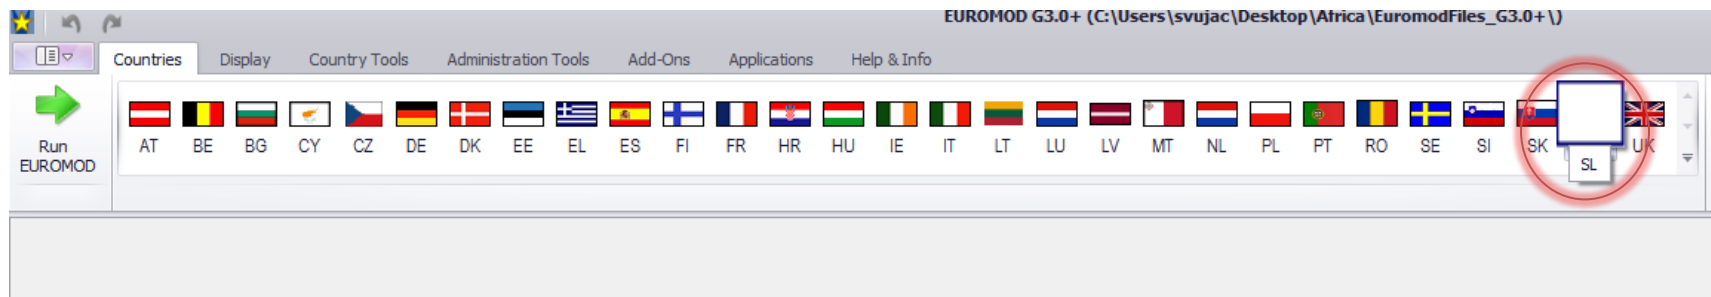 EUROMOD G3.0+ (C:\Users\svujac\Desktop\Africa\EuromodFiles_G3.0+\)
Countries Display Country Tools Administration Tools Add-Ons Applications Help & Info
Run
EUROMOD
AT BE BG CY CZ DE DK EE EL ES FI FR HR HU IE IT LT LU LV MT NL PL PT RO SE SI SK UK
SL